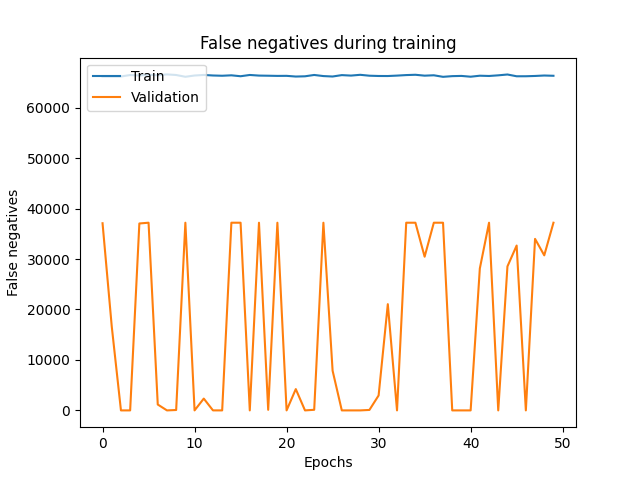 False negatives during training
Train
Validation
False negatives
60000
50000
40000
30000
20000
10000
0
0 10 20 30 40 50
Epochs